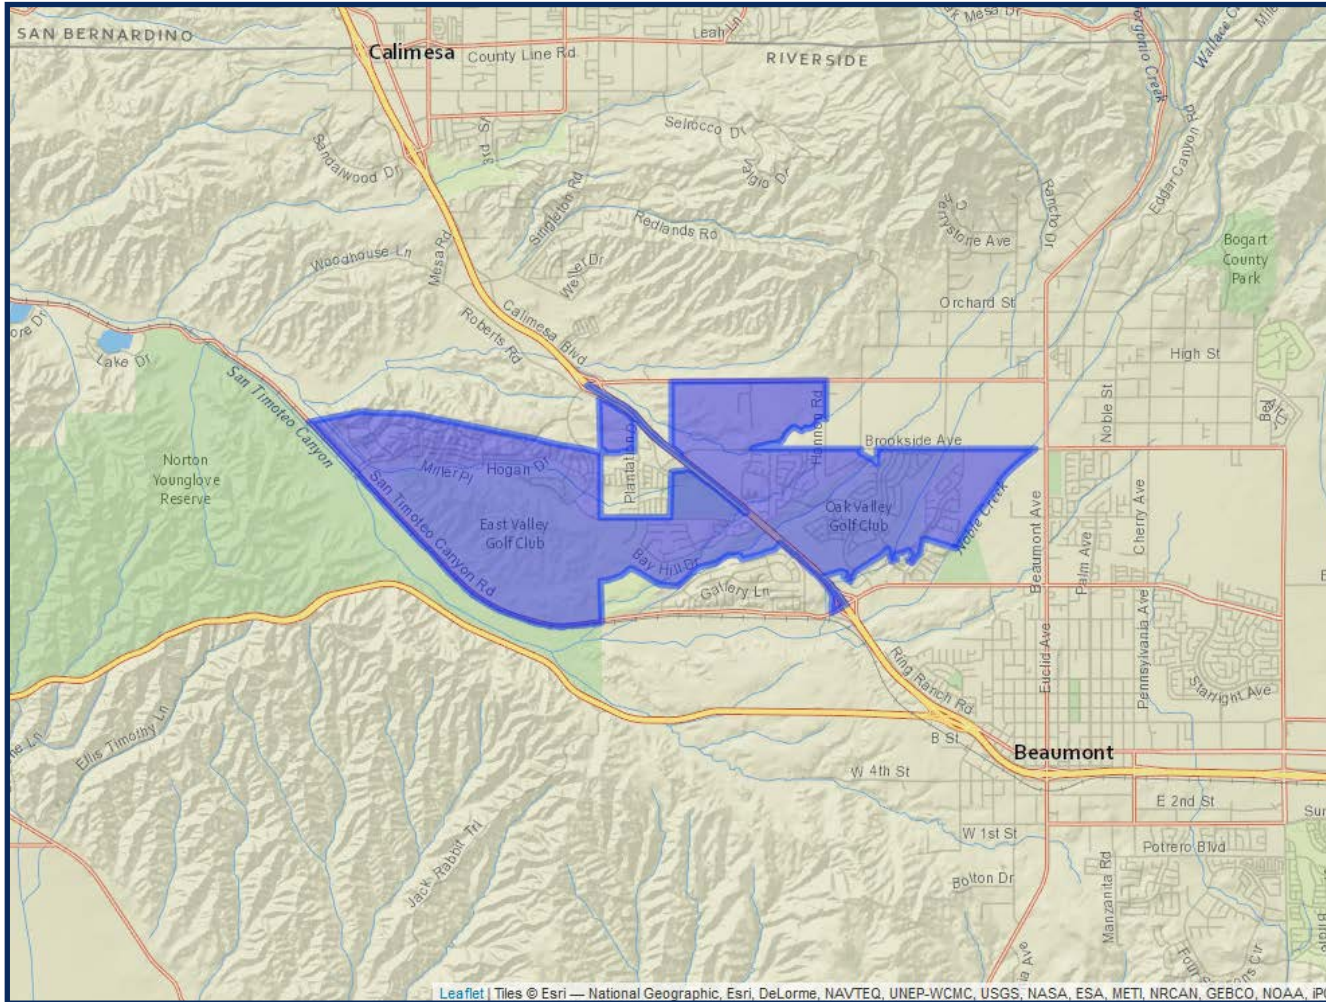 SAN BERNARDINO
Calimesa
County Line Rd
Leah Ln
RIVERSIDE
Mesa Dr
Wallace
Sandalwood Dr
Selrocco Dr
Singleton Rd
Redlands Rd
Edgar Canyon Rd
Bogart
County
Park
Woodhouse Ln
Mesa Rd
Weller Dr
Orchard St
Calimesa Blvd
Roberts Rd
Lake Dr
High St
San Timoteo Canyon
Noble St
Hannon Rd
Brookside Ave
Norton
Younglove
Reserve
Miller Pl
Hogan Dr
Plantation
San Timoteo Canyon Rd
East Valley
Golf Club
Oak Valley
Golf Club
Noble Creek
Beaumont Ave
Cherry Ave
Palm Ave
Bay Hill Dr
Gallery Ln
Euclid Ave
Pennsylvania Ave
Ring Ranch Rd
Starlight Ave
Ellis Timothy Ln
B St
Beaumont
W 4th St
E 2nd St
W 1st St
Potrero Blvd
Jack Rabbit Trl
Bolton Dr
Manzanita Rd
Leaflet | Tiles © Esri — National Geographic, Esri, DeLorme, NAVTEQ, UNEP-WCMC, USGS, NASA, ESA, METI, NRCAN, GEBCO, NOAA,